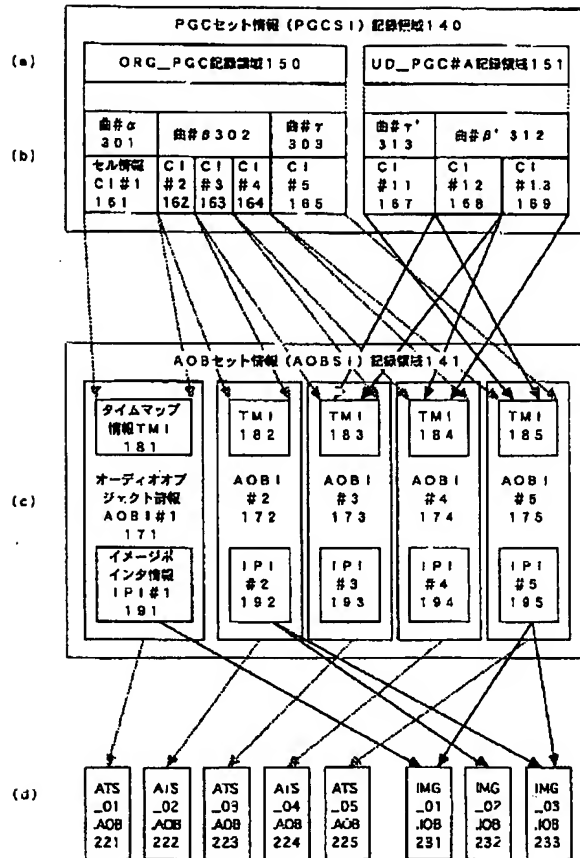 PGCセット情報(PGCSI)記録領域140
(a)
ORG_PGC記録領域150
UD_PGC#A記録領域151
(b)
曲#α
301
曲#β302
曲#γ
303
曲#γ'
313
曲#β' 312
セル情報
CI#1
161
CI
#2
162
CI
#3
163
CI
#4
164
CI
#5
165
CI
#11
167
CI
#12
168
CI
#13
169
AOBセット情報(AOBSI)記録領域141
(c)
タイムマップ
情報TMI
181
TMI
182
TMI
183
TMI
184
TMI
185
オーディオオブ
ジェクト情報
AOBI#1
171
AOBI
#2
172
AOBI
#3
173
AOBI
#4
174
AOBI
#5
175
イメージポ
インタ情報
IPI#1
191
IPI
#2
192
IPI
#3
193
IPI
#4
194
IPI
#5
195
(d)
ATS
_01
.AOB
221
ATS
_02
.AOB
222
ATS
_03
.AOB
223
ATS
_04
.AOB
224
ATS
_05
.AOB
225
IMG
_01
.IOB
231
IMG
_02
.IOB
232
IMG
_03
.IOB
233